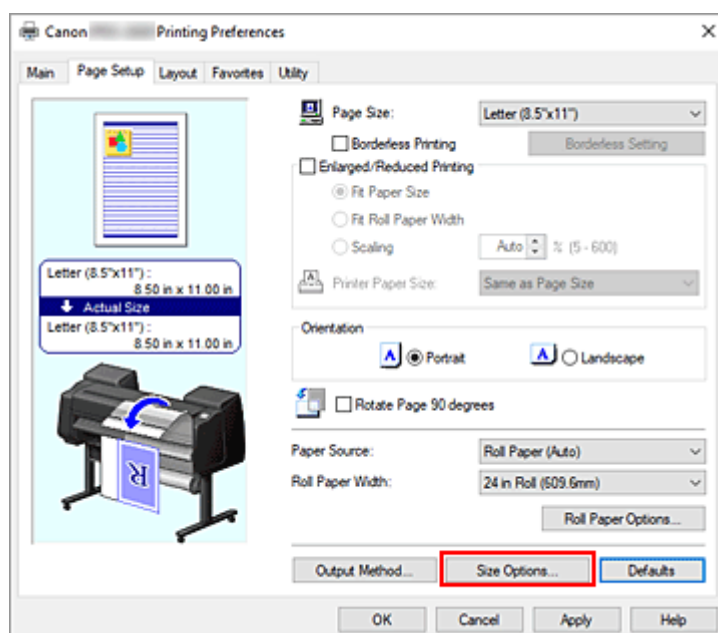 Canon Printing Preferences
Main Page Setup Layout Favorites Utility
Page Size: Letter (8.5"x11")
Borderless Printing Borderless Setting
Enlarged/Reduced Printing
Fit Paper Size
Fit Roll Paper Width
Scaling Auto % (5 - 600)
Printer Paper Size: Same as Page Size
Letter (8.5"x11") :
8.50 in x 11.00 in
Actual Size
Letter (8.5"x11") :
8.50 in x 11.00 in
Orientation
A Portrait A Landscape
Rotate Page 90 degrees
Paper Source: Roll Paper (Auto)
Roll Paper Width: 24 in Roll (609.6mm)
Roll Paper Options...
R
Output Method... Size Options... Defaults
OK Cancel Apply Help